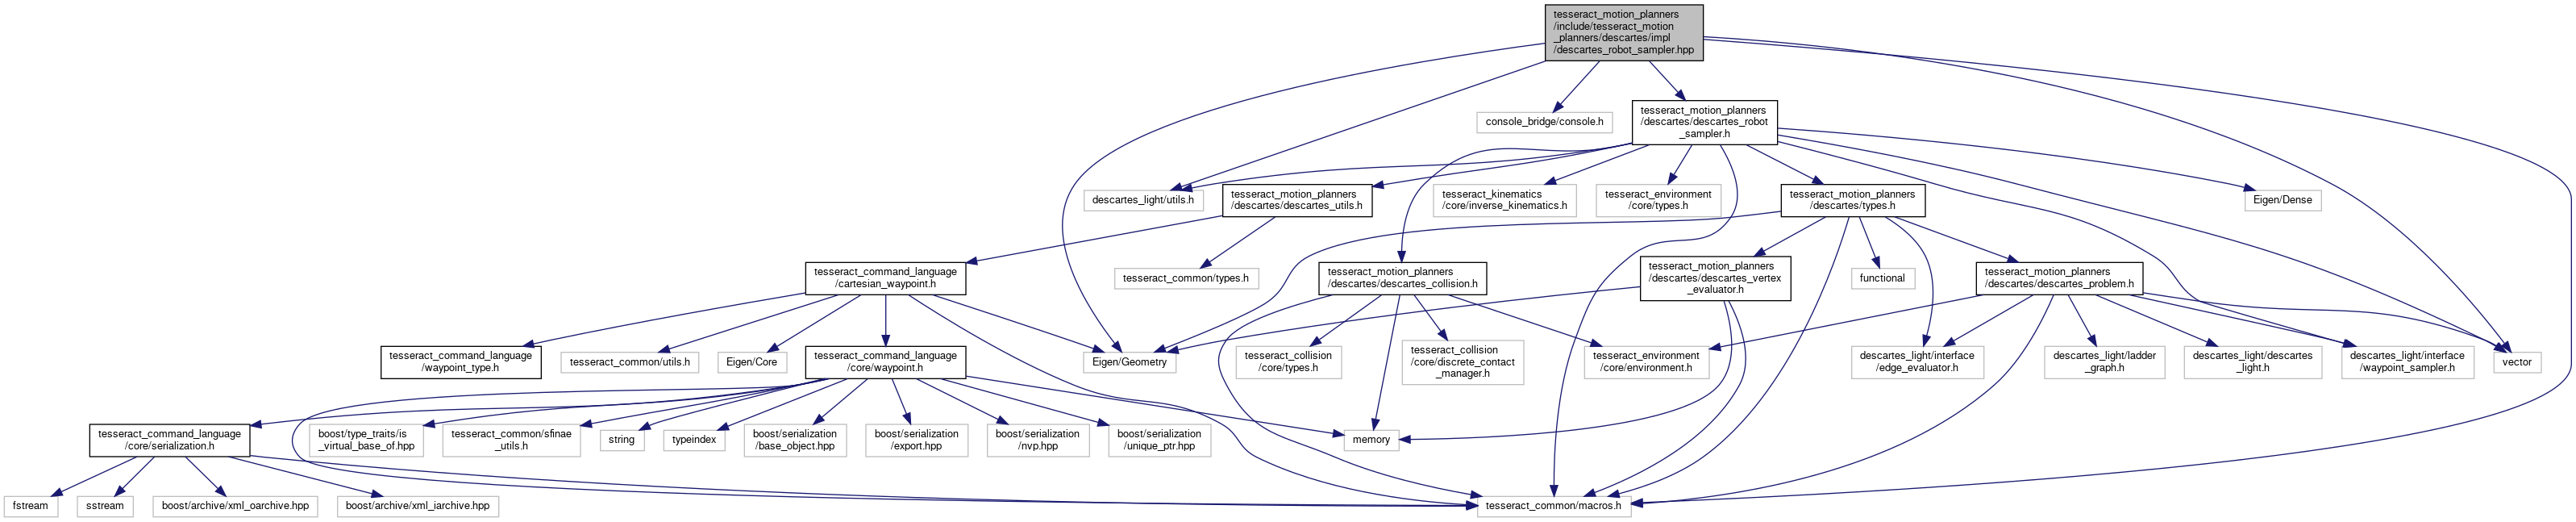 tesseract_motion_planners
/include/tesseract_motion
_planners/descartes/impl
/descartes_robot_sampler.hpp
console_bridge/console.h
tesseract_motion_planners
/descartes/descartes_robot
_sampler.h
descartes_light/utils.h
tesseract_motion_planners
/descartes/descartes_utils.h
tesseract_kinematics
/core/inverse_kinematics.h
tesseract_environment
/core/types.h
tesseract_motion_planners
/descartes/types.h
Eigen/Dense
tesseract_command_language
/cartesian_waypoint.h
tesseract_common/types.h
tesseract_motion_planners
/descartes/descartes_collision.h
tesseract_motion_planners
/descartes/descartes_vertex
_evaluator.h
functional
tesseract_motion_planners
/descartes/descartes_problem.h
tesseract_command_language
/waypoint_type.h
tesseract_common/utils.h
Eigen/Core
tesseract_command_language
/core/waypoint.h
Eigen/Geometry
tesseract_collision
/core/types.h
tesseract_collision
/core/discrete_contact
_manager.h
tesseract_environment
/core/environment.h
descartes_light/interface
/edge_evaluator.h
descartes_light/ladder
_graph.h
descartes_light/descartes
_light.h
descartes_light/interface
/waypoint_sampler.h
vector
tesseract_command_language
/core/serialization.h
boost/type_traits/is
_virtual_base_of.hpp
tesseract_common/sfinae
_utils.h
string
typeindex
boost/serialization
/base_object.hpp
boost/serialization
/export.hpp
boost/serialization
/nvp.hpp
boost/serialization
/unique_ptr.hpp
memory
fstream
sstream
boost/archive/xml_oarchive.hpp
boost/archive/xml_iarchive.hpp
tesseract_common/macros.h